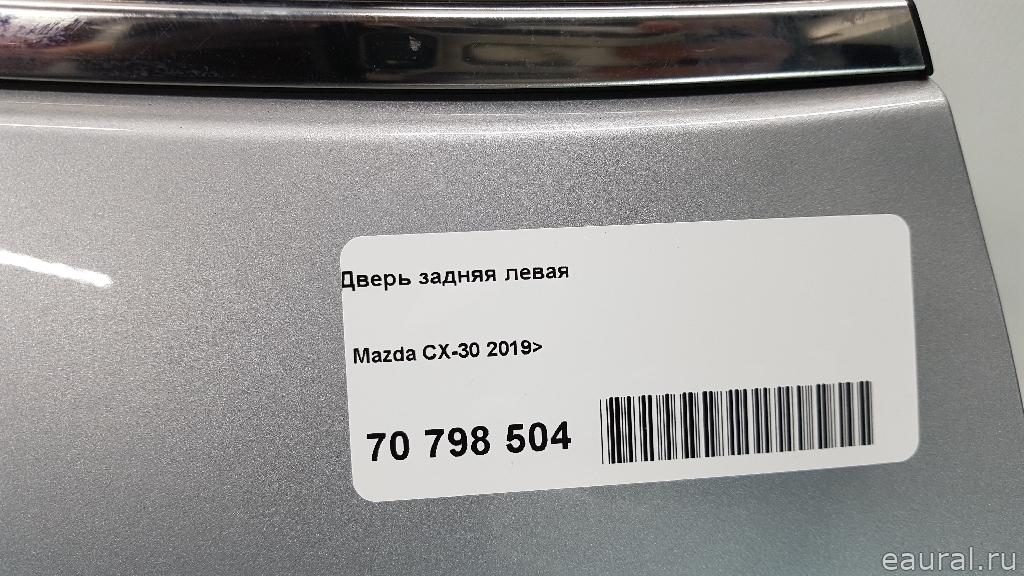 Дверь задняя левая
Mazda CX-30 2019>
70 798 504
eaural.ru